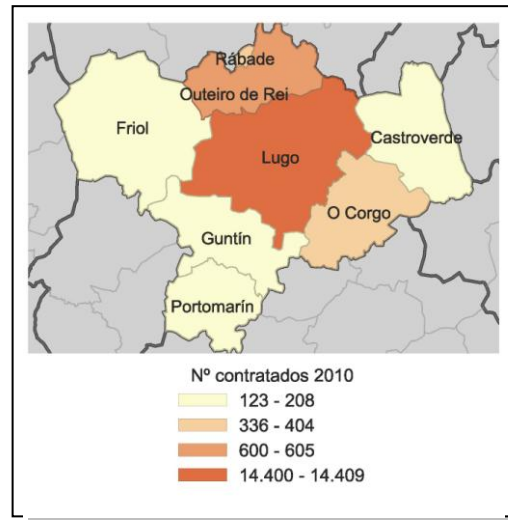 Rábade
Outeiro de Rei
Friol
Castroverde
Lugo
O Corgo
Guntín
Portomarín
Nº contratados 2010
123 - 208
336 - 404
600 - 605
14.400 - 14.409